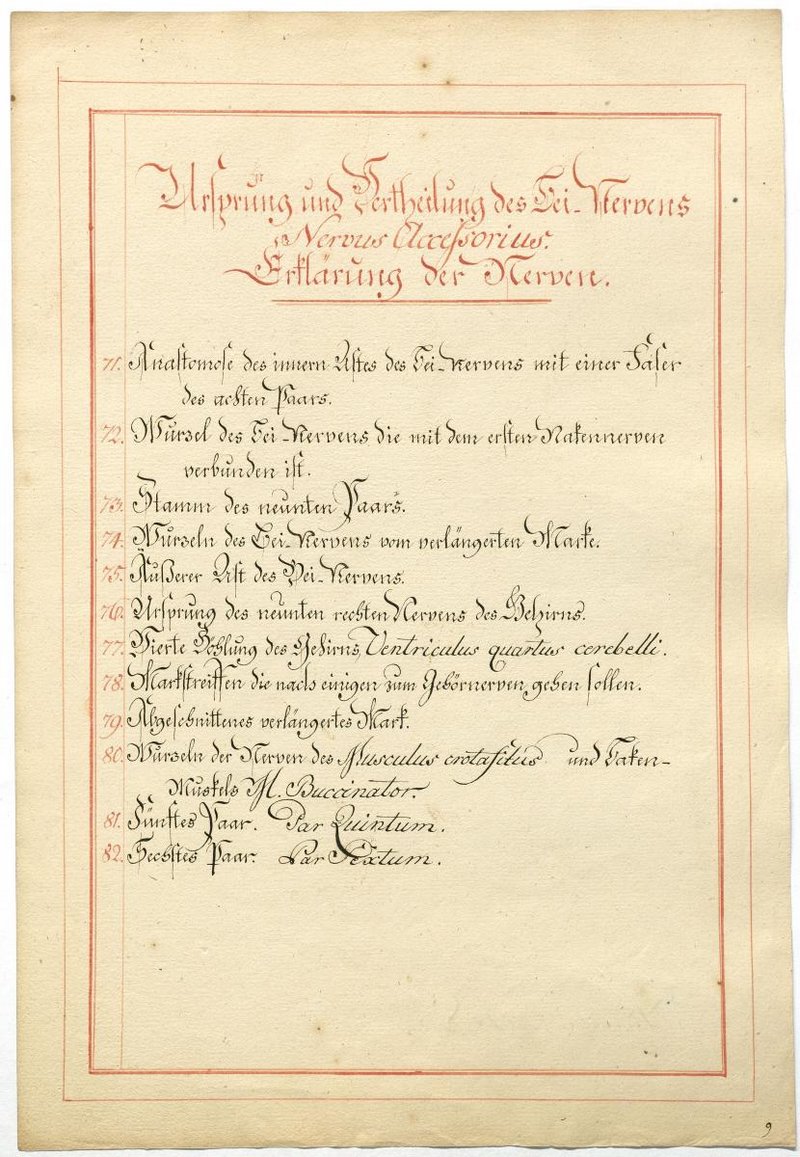 Ursprung und Vertheilung des Bei-Nervens
Nervus Accessorius.
Erklärung der Nerven.
71. Anastomose des innern Astes des Bei-Nervens mit einer Faser
des achten Paars.
72. Wurzel des Bei-Nervens die mit dem ersten Nakennerven
verbunden ist.
73. Stamm des neunten Paars.
74. Wurzeln des Bei-Nervens vom verlängerten Marke.
75. Äußerer Ast des Bei-Nervens.
76. Ursprung des neunten rechten Nervens des Gehirns.
77. Vierte Höhlung des Gehirns, Ventriculus quartus cerebelli.
78. Markstreiffen die nach einigen zum Gehörnerven gehen sollen.
79. Abgeschnittenes verlängertes Mark.
80. Wurzeln der Nerven des Musculus crotafitus und Baken-
Muskels M. Buccinator.
81. Fünftes Paar. Par Quintum.
82. Sechstes Paar. Par Sextum.
9